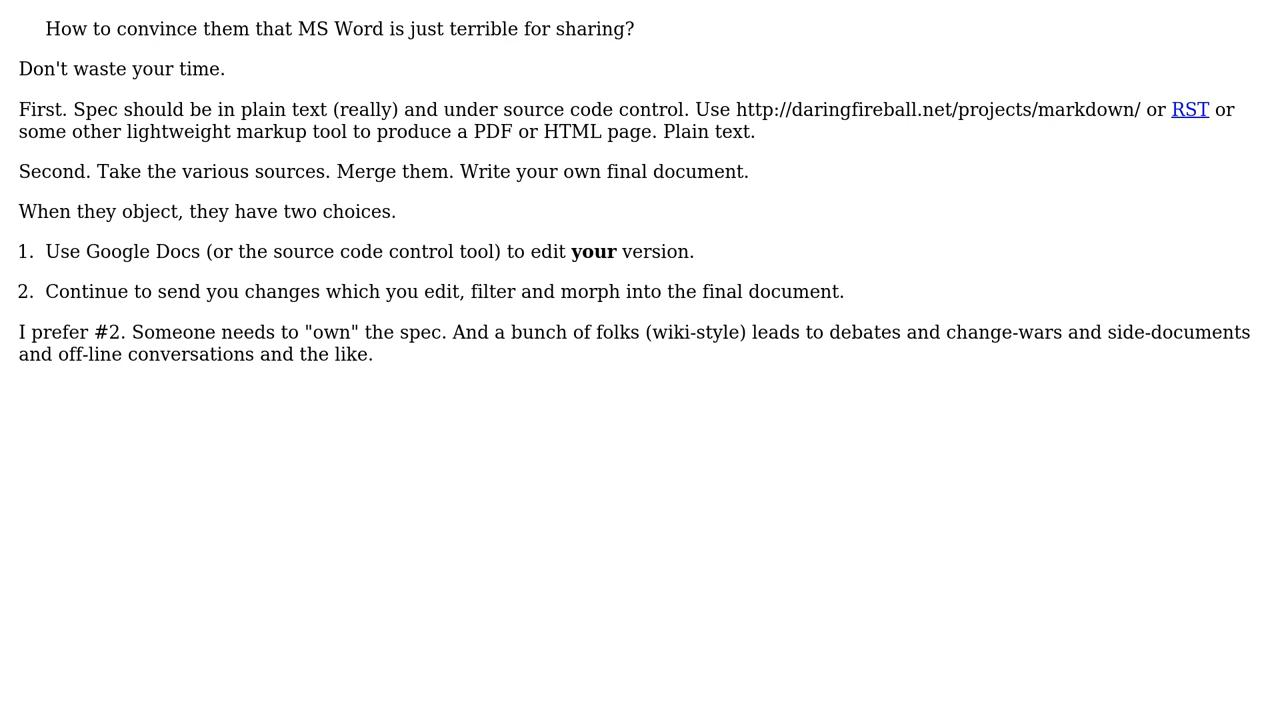 How to convince them that MS Word is just terrible for sharing?
Don't waste your time.
First. Spec should be in plain text (really) and under source code control. Use http://daringfireball.net/projects/markdown/ or RST or
some other lightweight markup tool to produce a PDF or HTML page. Plain text.
Second. Take the various sources. Merge them. Write your own final document.
When they object, they have two choices.
1. Use Google Docs (or the source code control tool) to edit your version.
2. Continue to send you changes which you edit, filter and morph into the final document.
I prefer #2. Someone needs to "own" the spec. And a bunch of folks (wiki-style) leads to debates and change-wars and side-documents
and off-line conversations and the like.